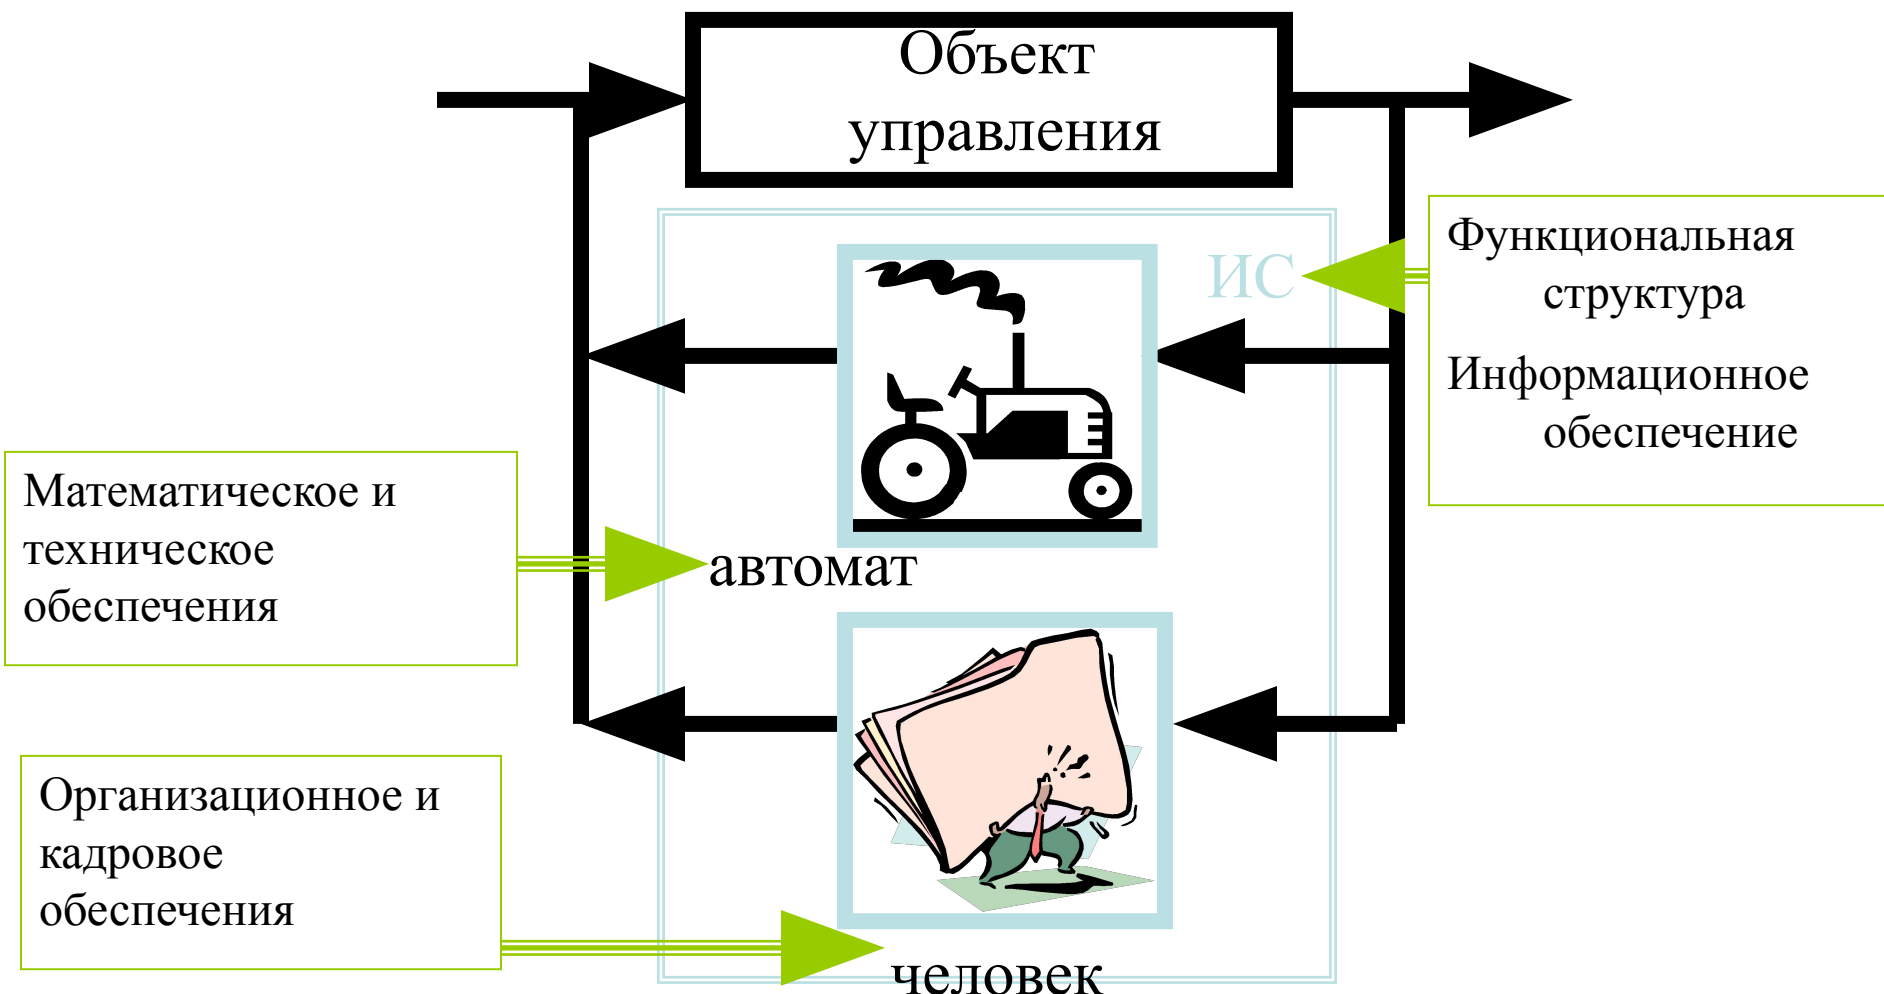 Объект
управления
ИС
Функциональная
структура
Информационное
обеспечение
Математическое и
техническое
обеспечения
автомат
Организационное и
кадровое
обеспечения
человек